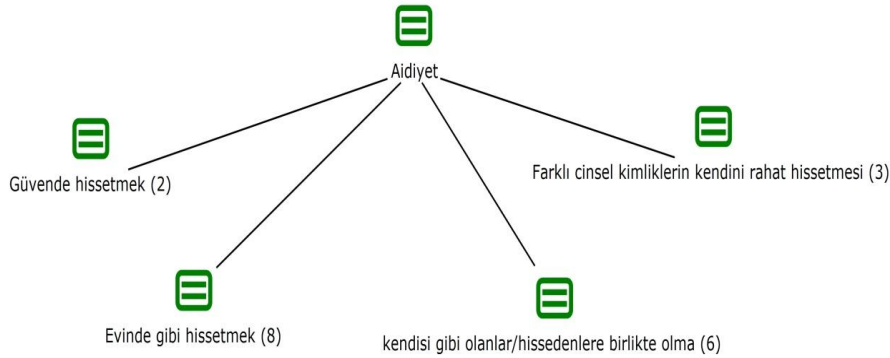 Aidiyet
Güvende hissetmek (2)
Farklı cinsel kimliklerin kendini rahat hissetmesi (3)
Evinde gibi hissetmek (8)
kendisi gibi olanlar/hissedenlere birlikte olma (6)